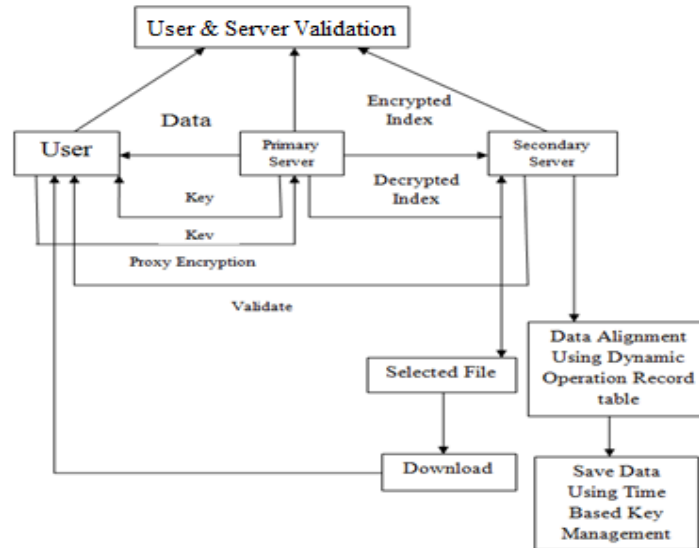 User & Server Validation
Data
Encrypted
Index
User
Primary
Server
Secondary
Server
Decrypted
Index
Key
Kev
Proxy Encryption
Validate
Data Alignment
Using Dynamic
Operation Record
table
Selected File
Download
Save Data
Using Time
Based Key
Management